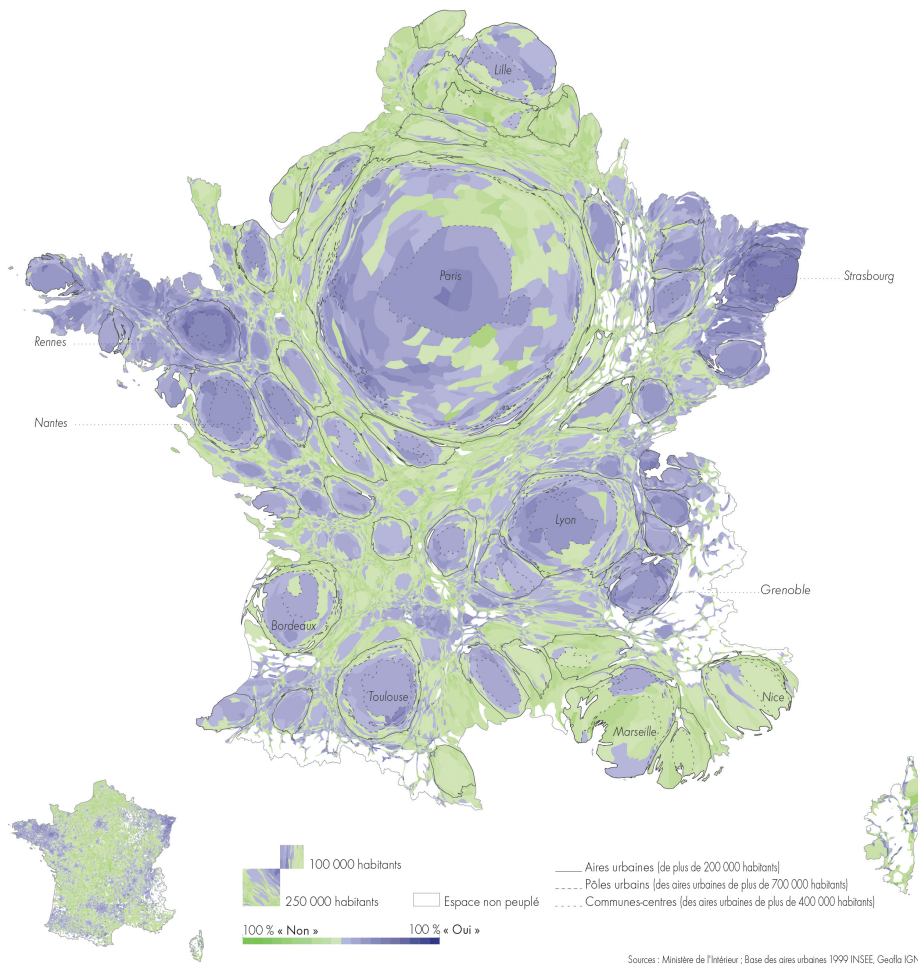 Lille
Paris
Strasbourg
Rennes
Nantes
Lyon
Grenoble
Bordeaux
Toulouse
Nice
Marseille
100 000 habitants
250 000 habitants
Espace non peuplé
100 % « Non »
100 % « Oui »
Aires urbaines (de plus de 200 000 habitants)
Pôles urbains (des aires urbaines de plus de 700 000 habitants)
Communes-centres (des aires urbaines de plus de 400 000 habitants)
Sources : Ministère de l'Intérieur ; Base des aires urbaines 1999 INSEE, Geofla IGN